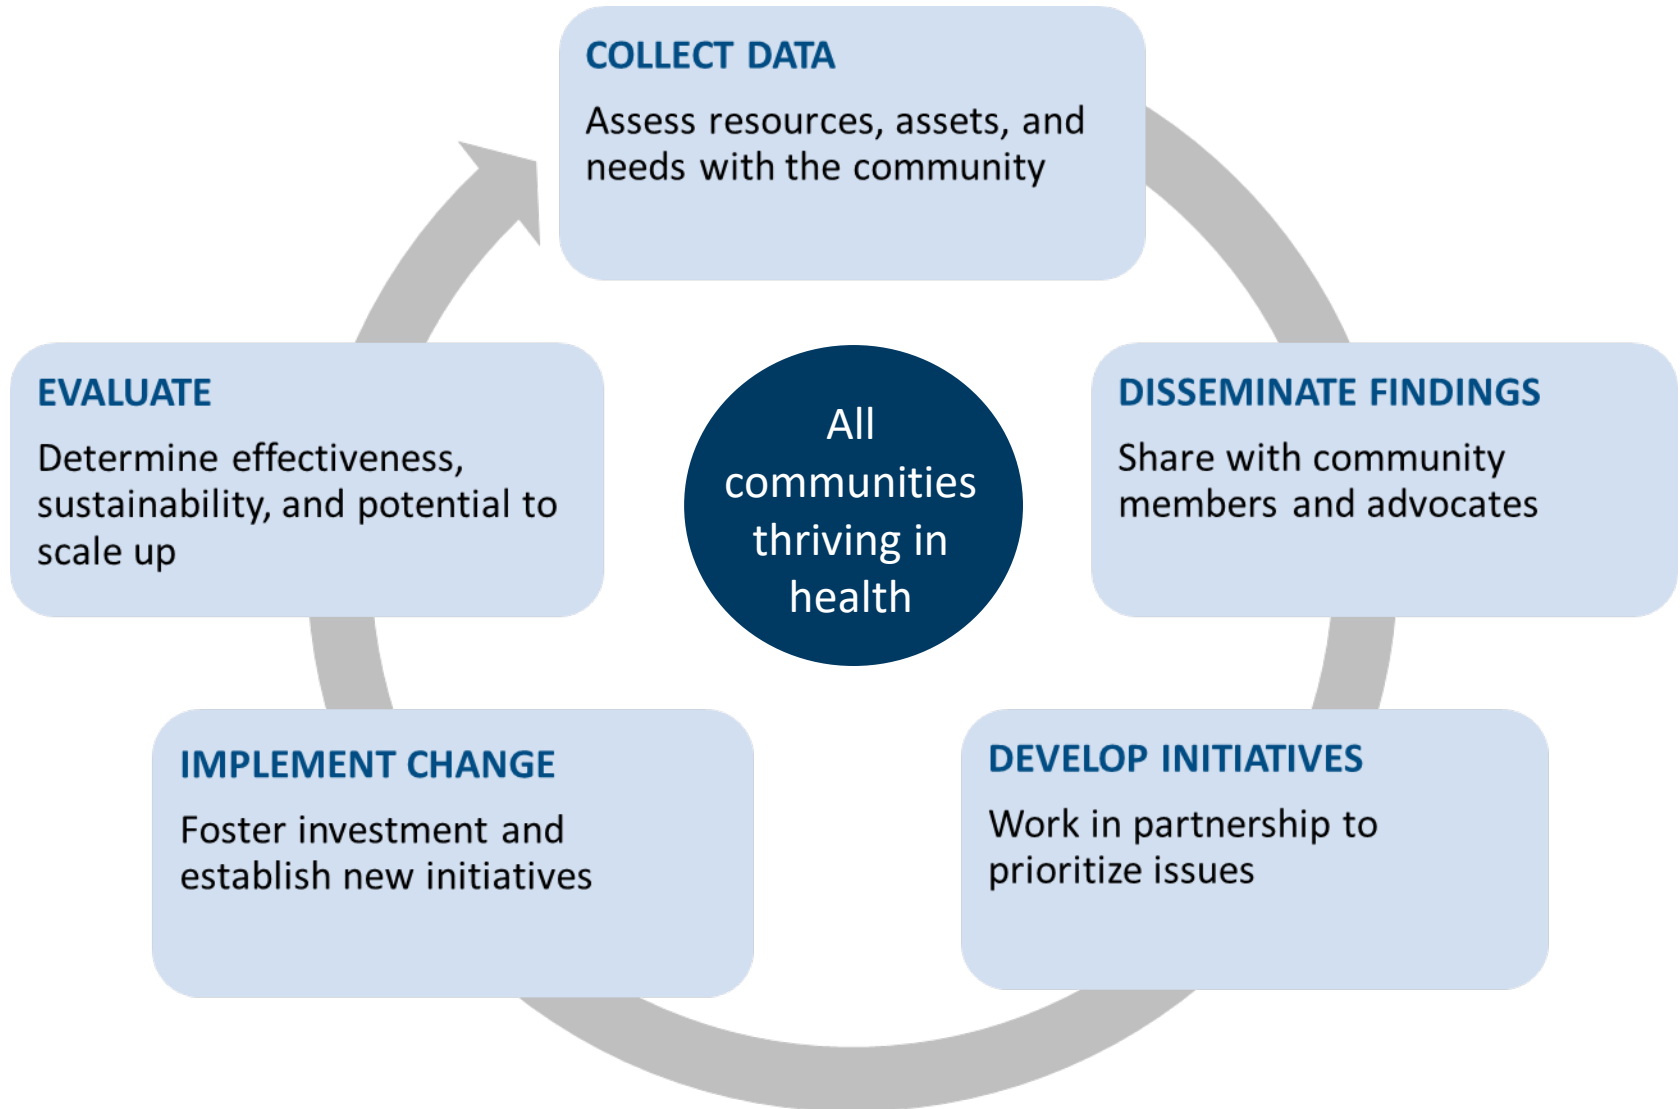 COLLECT DATA
Assess resources, assets, and
needs with the community
DISSEMINATE FINDINGS
Share with community
members and advocates
DEVELOP INITIATIVES
Work in partnership to
prioritize issues
IMPLEMENT CHANGE
Foster investment and
establish new initiatives
EVALUATE
Determine effectiveness,
sustainability, and potential to
scale up
All
communities
thriving in
health